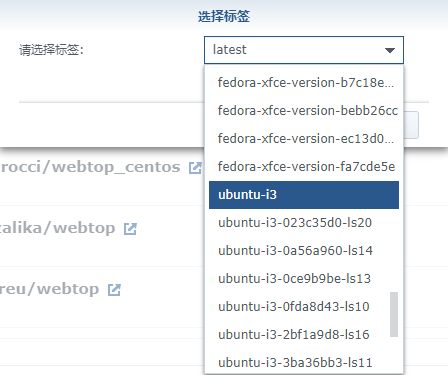 选择标签
请选择标签:
latest
fedora-xfce-version-b7c18e...
fedora-xfce-version-bebb26cc
fedora-xfce-version-ec13d0...
fedora-xfce-version-fa7cde5e
rocci/webtop_centos
ubuntu-i3
ubuntu-i3-023c35d0-ls20
alika/webtop
ubuntu-i3-0a56a960-ls14
ubuntu-i3-0ce9b9be-ls13
reu/webtop
ubuntu-i3-0fda8d43-ls10
ubuntu-i3-2bf1a9d8-ls16
ubuntu-i3-3ba36bb3-ls11